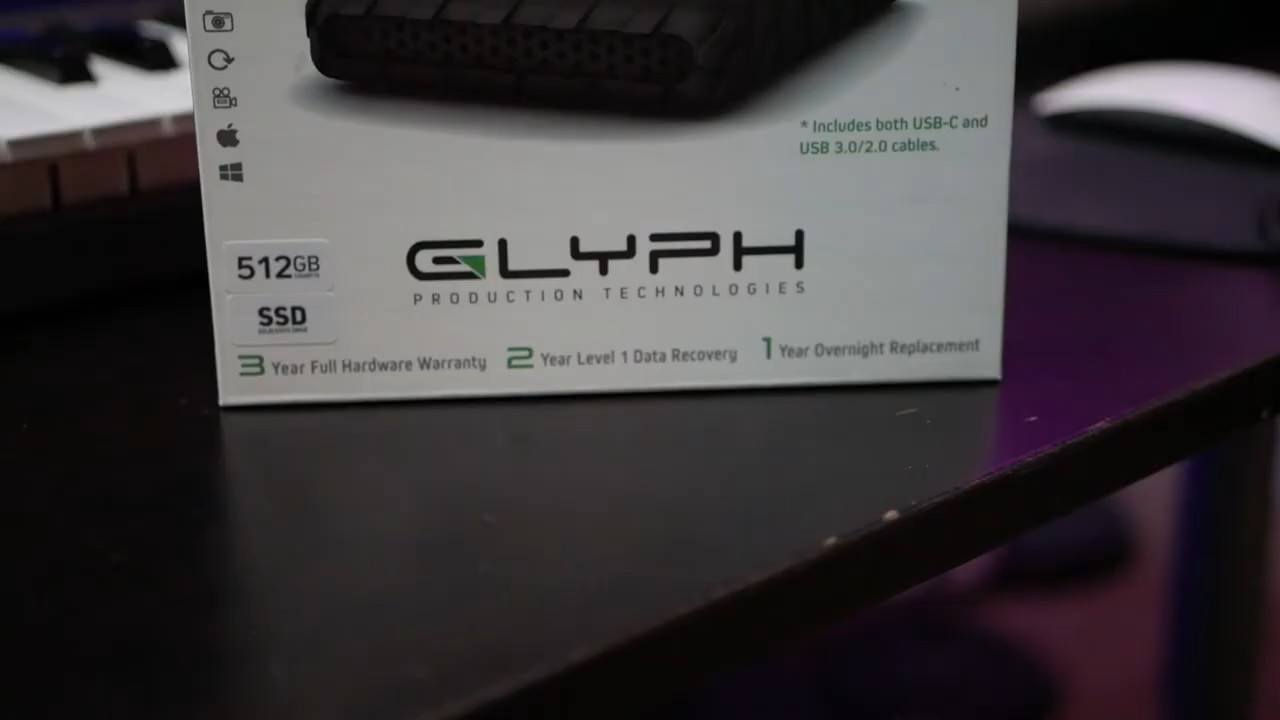 * Includes both USB-C and
USB 3.0/2.0 cables.
512GB
SSD
GLYPH
PRODUCTION TECHNOLOGIES
3 Year Full Hardware Warranty 2 Year Level 1 Data Recovery 1 Year Overnight Replacement